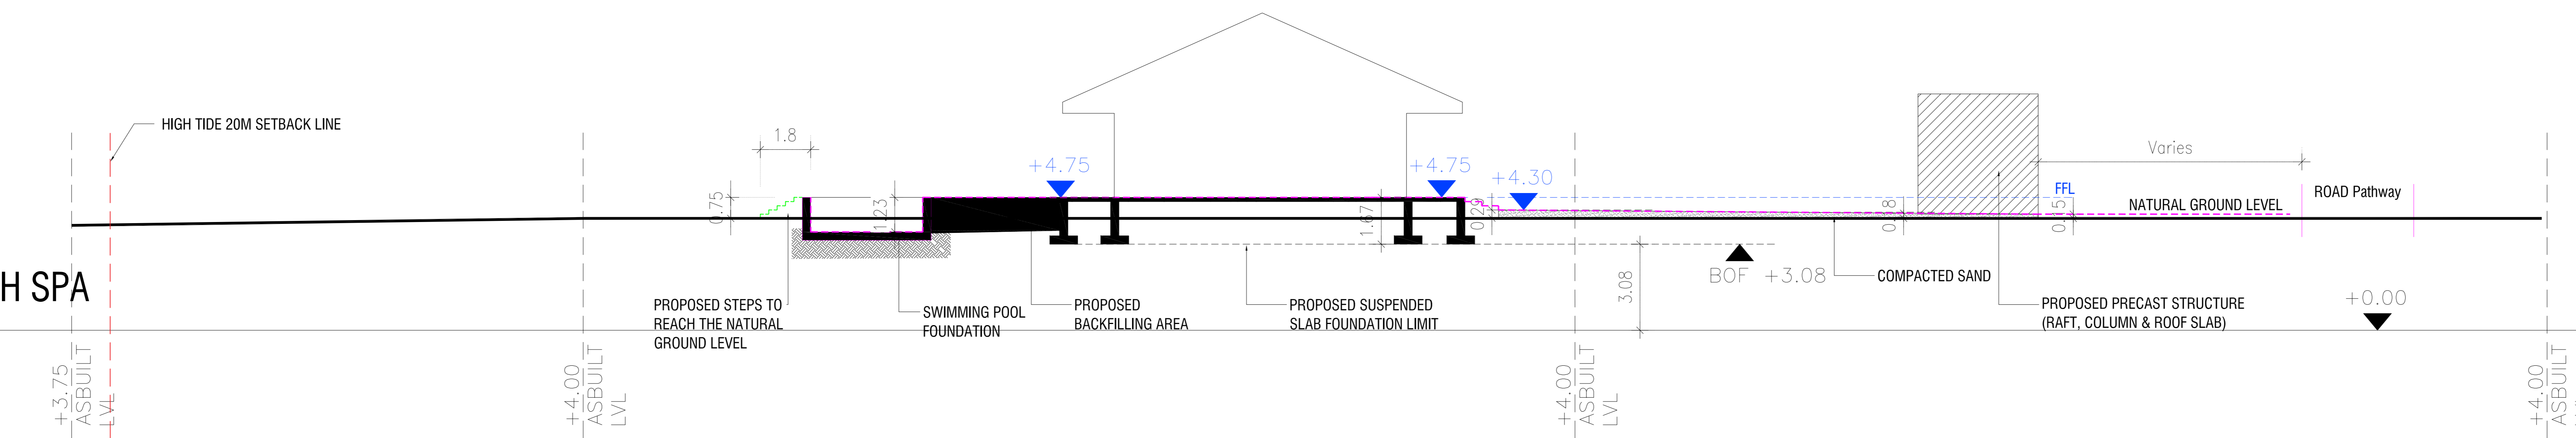 HIGH TIDE 20M SETBACK LINE
1.8
+4.75
+4.75
+4.30
Varies
FFL
ROAD Pathway
NATURAL GROUND LEVEL
0.75
1.23
1.67
0.29
0.15
BOF +3.08
COMPACTED SAND
3.08
H SPA
PROPOSED STEPS TO
REACH THE NATURAL
GROUND LEVEL
SWIMMING POOL
FOUNDATION
PROPOSED
BACKFILLING AREA
PROPOSED SUSPENDED
SLAB FOUNDATION LIMIT
PROPOSED PRECAST STRUCTURE
(RAFT, COLUMN & ROOF SLAB)
+0.00
+3.75
ASBUILT
LVL
+4.00
ASBUILT
LVL
+4.00
ASBUILT
LVL
+4.00
ASBUILT